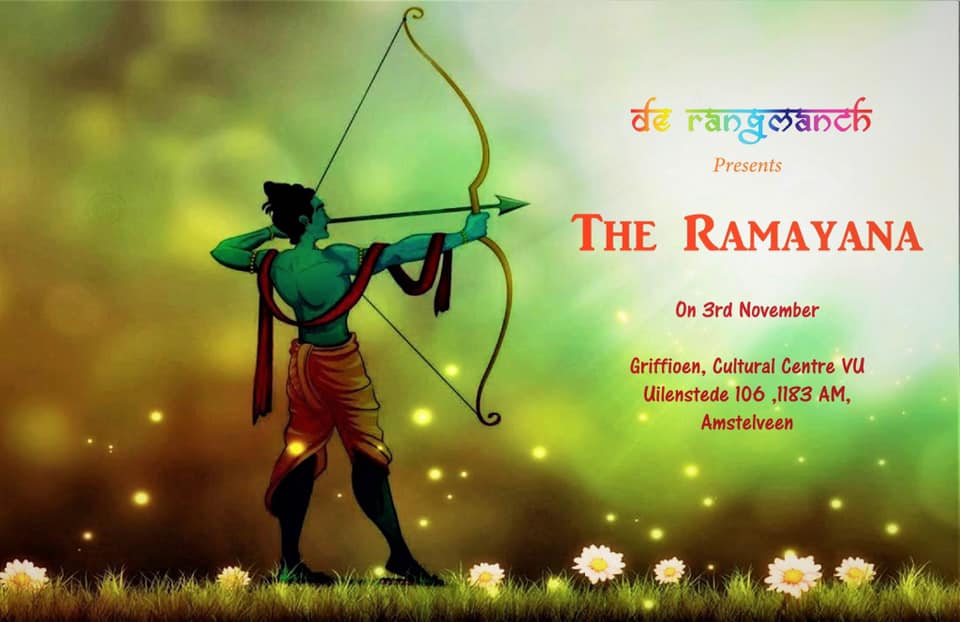 de rangmanch
Presents
The Ramayana
On 3rd November
Griffioen, Cultural Centre VU
Uilenstede 106 ,1183 AM,
Amstelveen